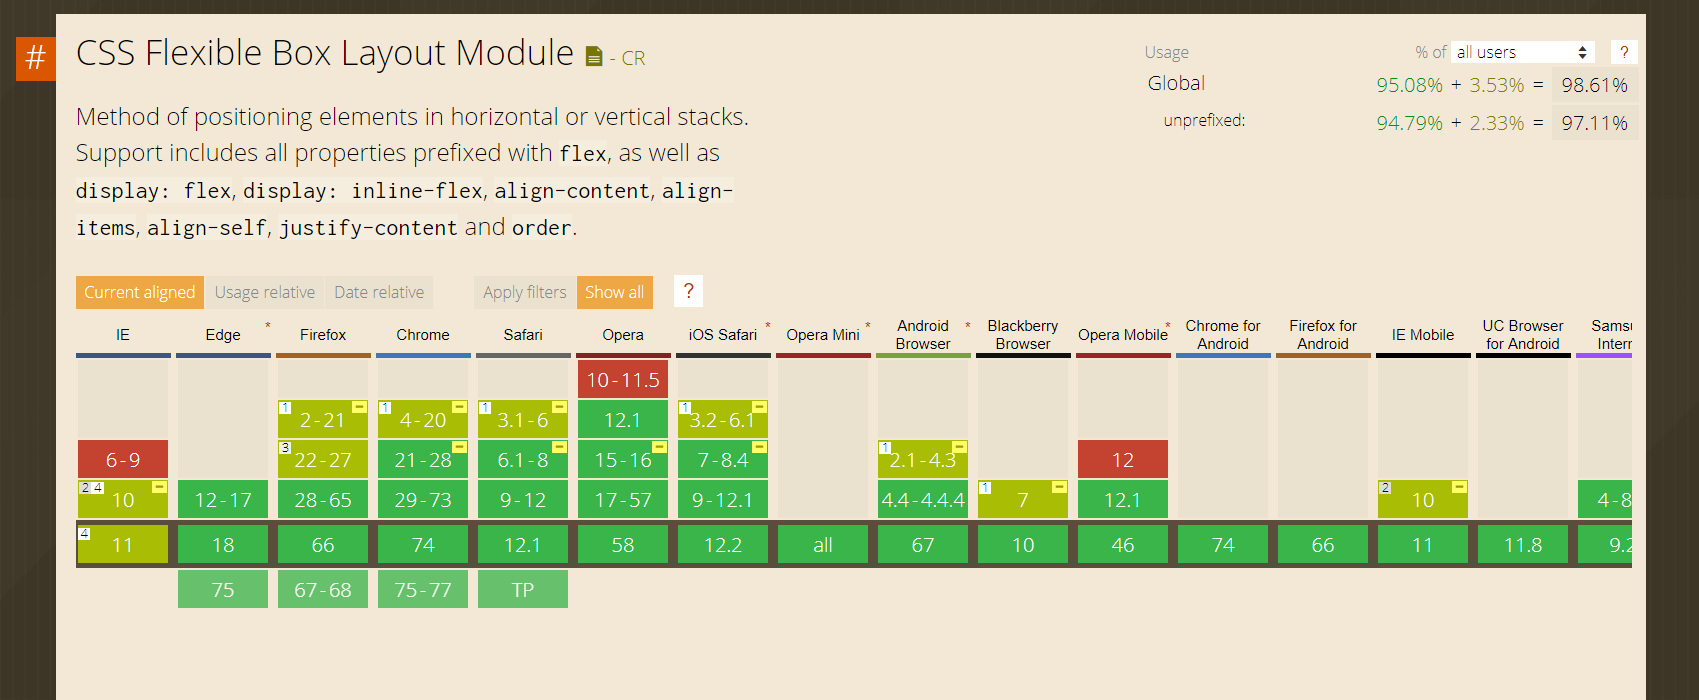 #
CSS Flexible Box Layout Module - CR
Usage % of all users ?
Global 95.08% + 3.53% = 98.61%
unprefixed: 94.79% + 2.33% = 97.11%
Method of positioning elements in horizontal or vertical stacks.
Support includes all properties prefixed with flex, as well as
display: flex, display: inline-flex, align-content, align-
items, align-self, justify-content and order.
Current aligned Usage relative Date relative Apply filters Show all ?
IE Edge * Firefox Chrome Safari Opera iOS Safari * Opera Mini * Android Browser * Blackberry Browser Opera Mobile * Chrome for Android Firefox for Android IE Mobile UC Browser for Android Samsu Intern
10-11.5
1 2-21 1 4-20 1 3.1-6 12.1 1 3.2-6.1
6-9 3 22-27 21-28 6.1-8 15-16 7-8.4 1 2.1-4.3 12
2 4 10 12-17 28-65 29-73 9-12 17-57 9-12.1 4.4-4.4.4 1 7 12.1 2 10 4-8
4 11 18 66 74 12.1 58 12.2 all 67 10 46 74 66 11 11.8 9.2
75 67-68 75-77 TP